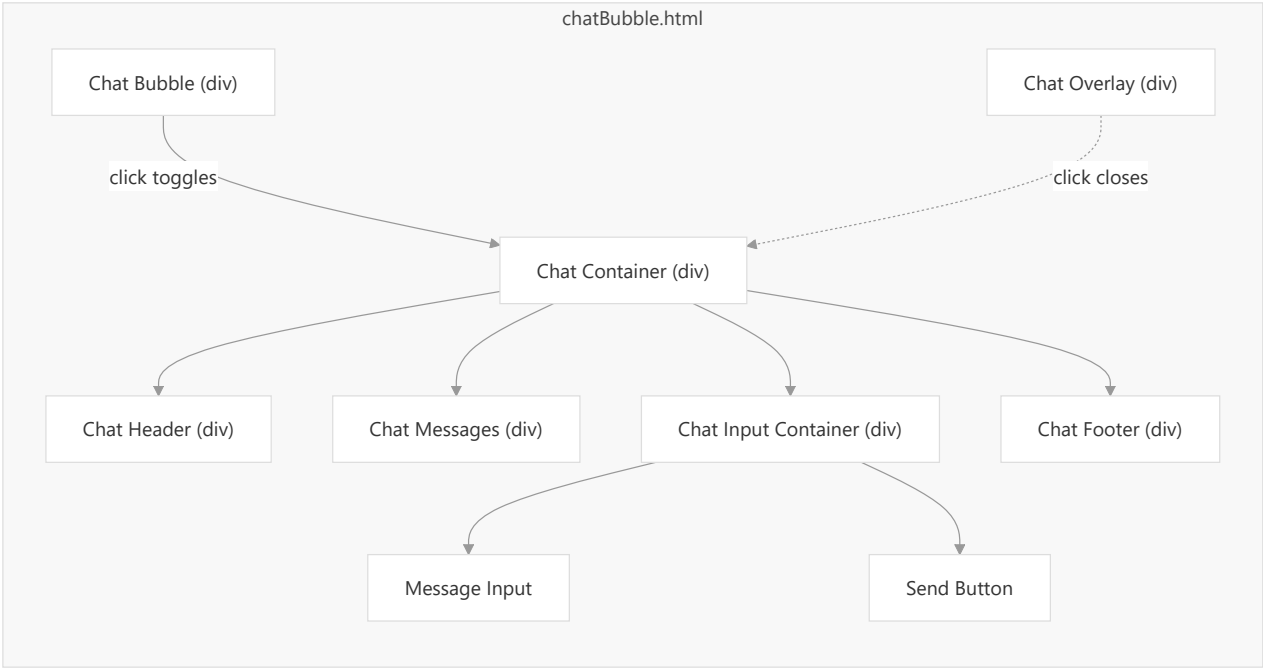 chatBubble.html
Chat Bubble (div)
Chat Overlay (div)
click toggles
click closes
Chat Container (div)
Chat Header (div)
Chat Messages (div)
Chat Input Container (div)
Chat Footer (div)
Message Input
Send Button